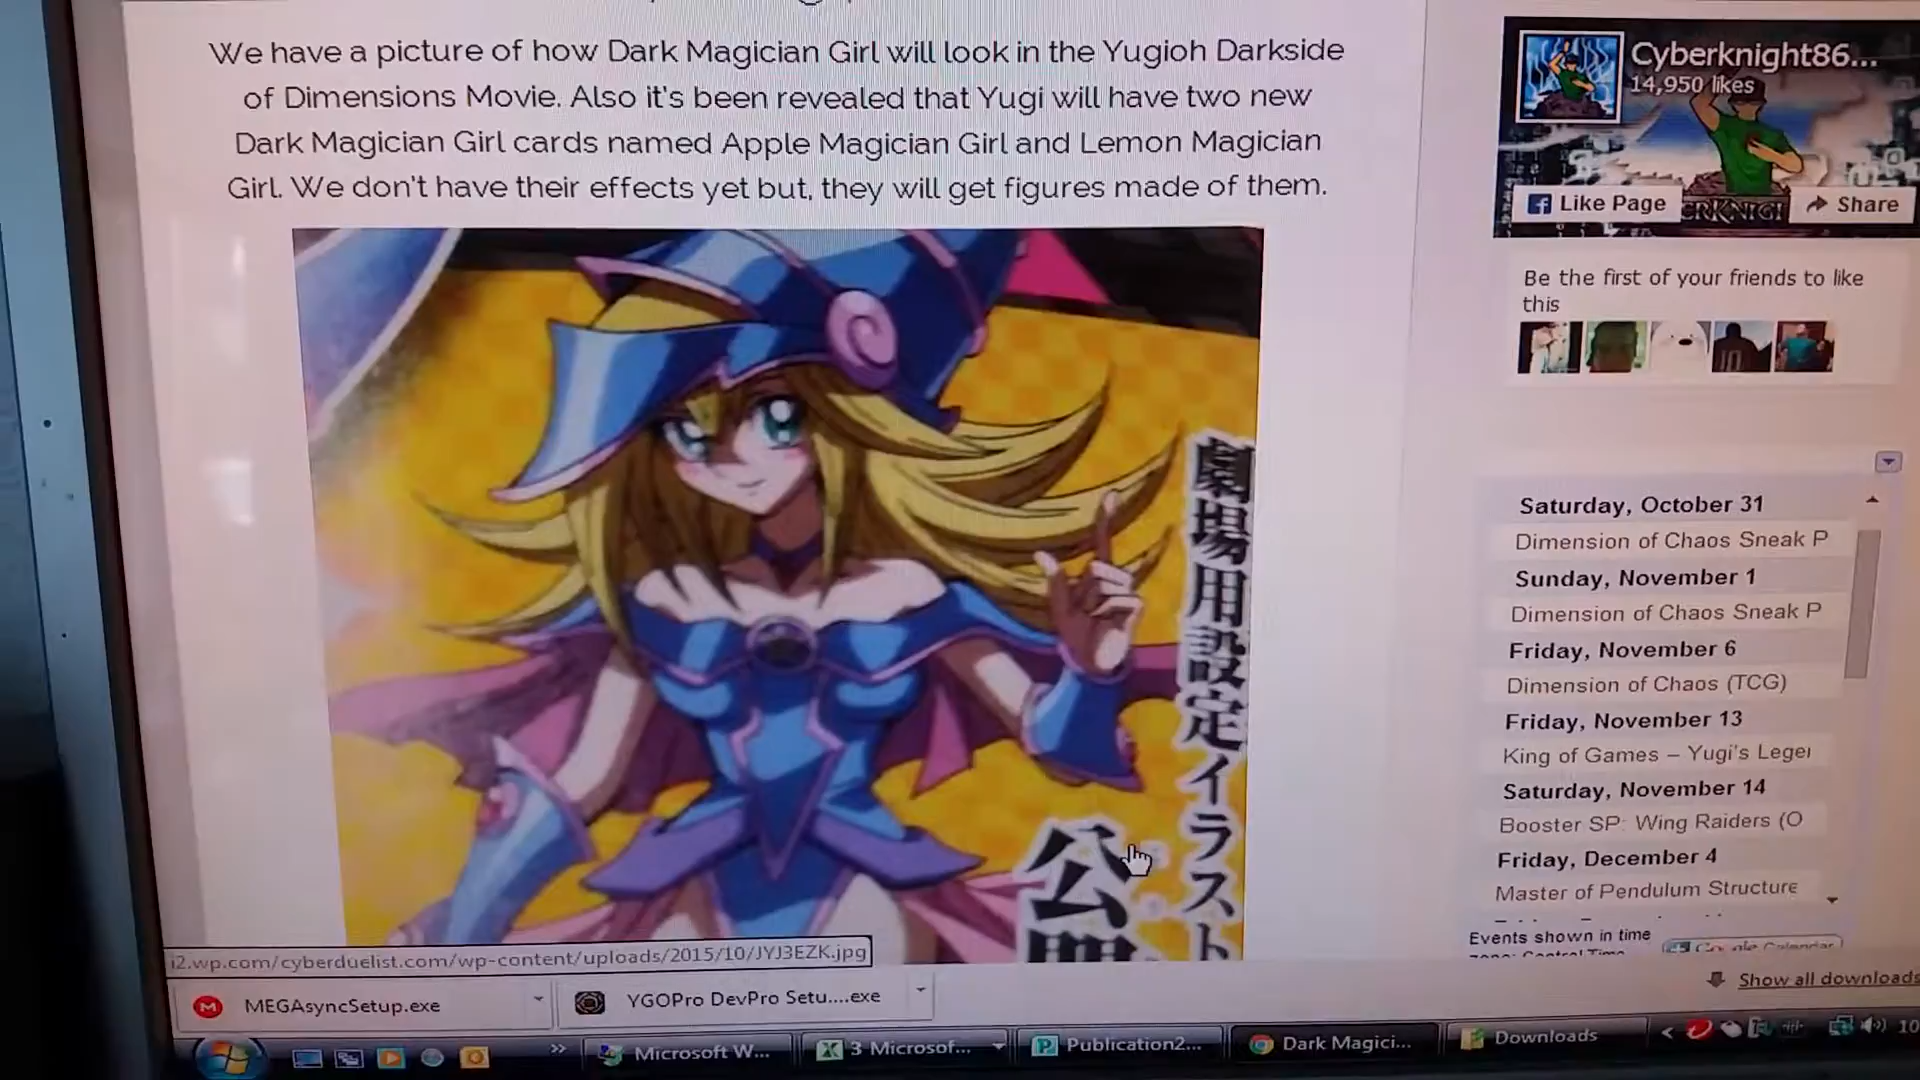 We have a picture of how Dark Magician Girl will look in the Yugioh Darkside
of Dimensions Movie. Also it's been revealed that Yugi will have two new
Dark Magician Girl cards named Apple Magician Girl and Lemon Magician
Girl. We don't have their effects yet but, they will get figures made of them.
劇場用設定イラスト
公開
Cyberknight86...
14,950 likes
Like Page
Share
Be the first of your friends to like
this
Saturday, October 31
Dimension of Chaos Sneak P
Sunday, November 1
Dimension of Chaos Sneak P
Friday, November 6
Dimension of Chaos (TCG)
Friday, November 13
King of Games – Yugi's Leger
Saturday, November 14
Booster SP: Wing Raiders (O
Friday, December 4
Master of Pendulum Structure
Events shown in time
zone: Central Time
Google Calendar
i2.wp.com/cyberduelist.com/wp-content/uploads/2015/10/JYJ3EZK.jpg
MEGAsyncSetup.exe
YGOPro DevPro Setu....exe
Show all downloads
Microsoft W...
3 Microsof...
Publication2...
Dark Magici...
Downloads
10